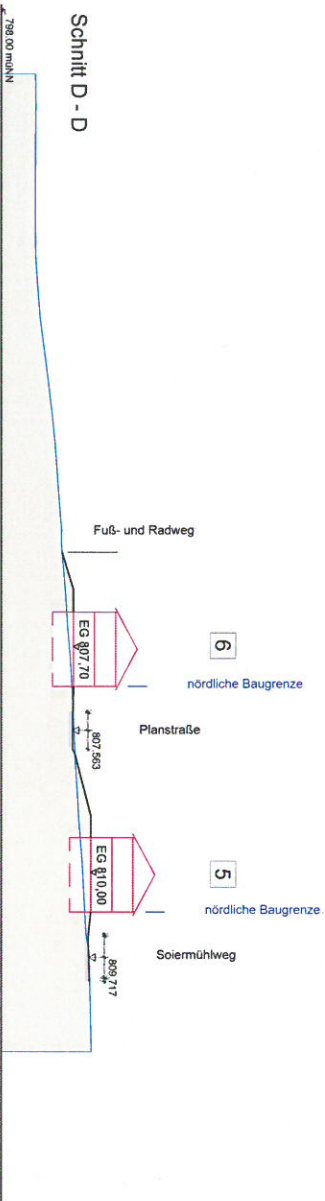 Schnitt D - D
798.00 müNN
Fuß- und Radweg
6
EG 807,70
nördliche Baugrenze
Planstraße
807.563
5
EG 810,00
nördliche Baugrenze
Soiermühlweg
809.717